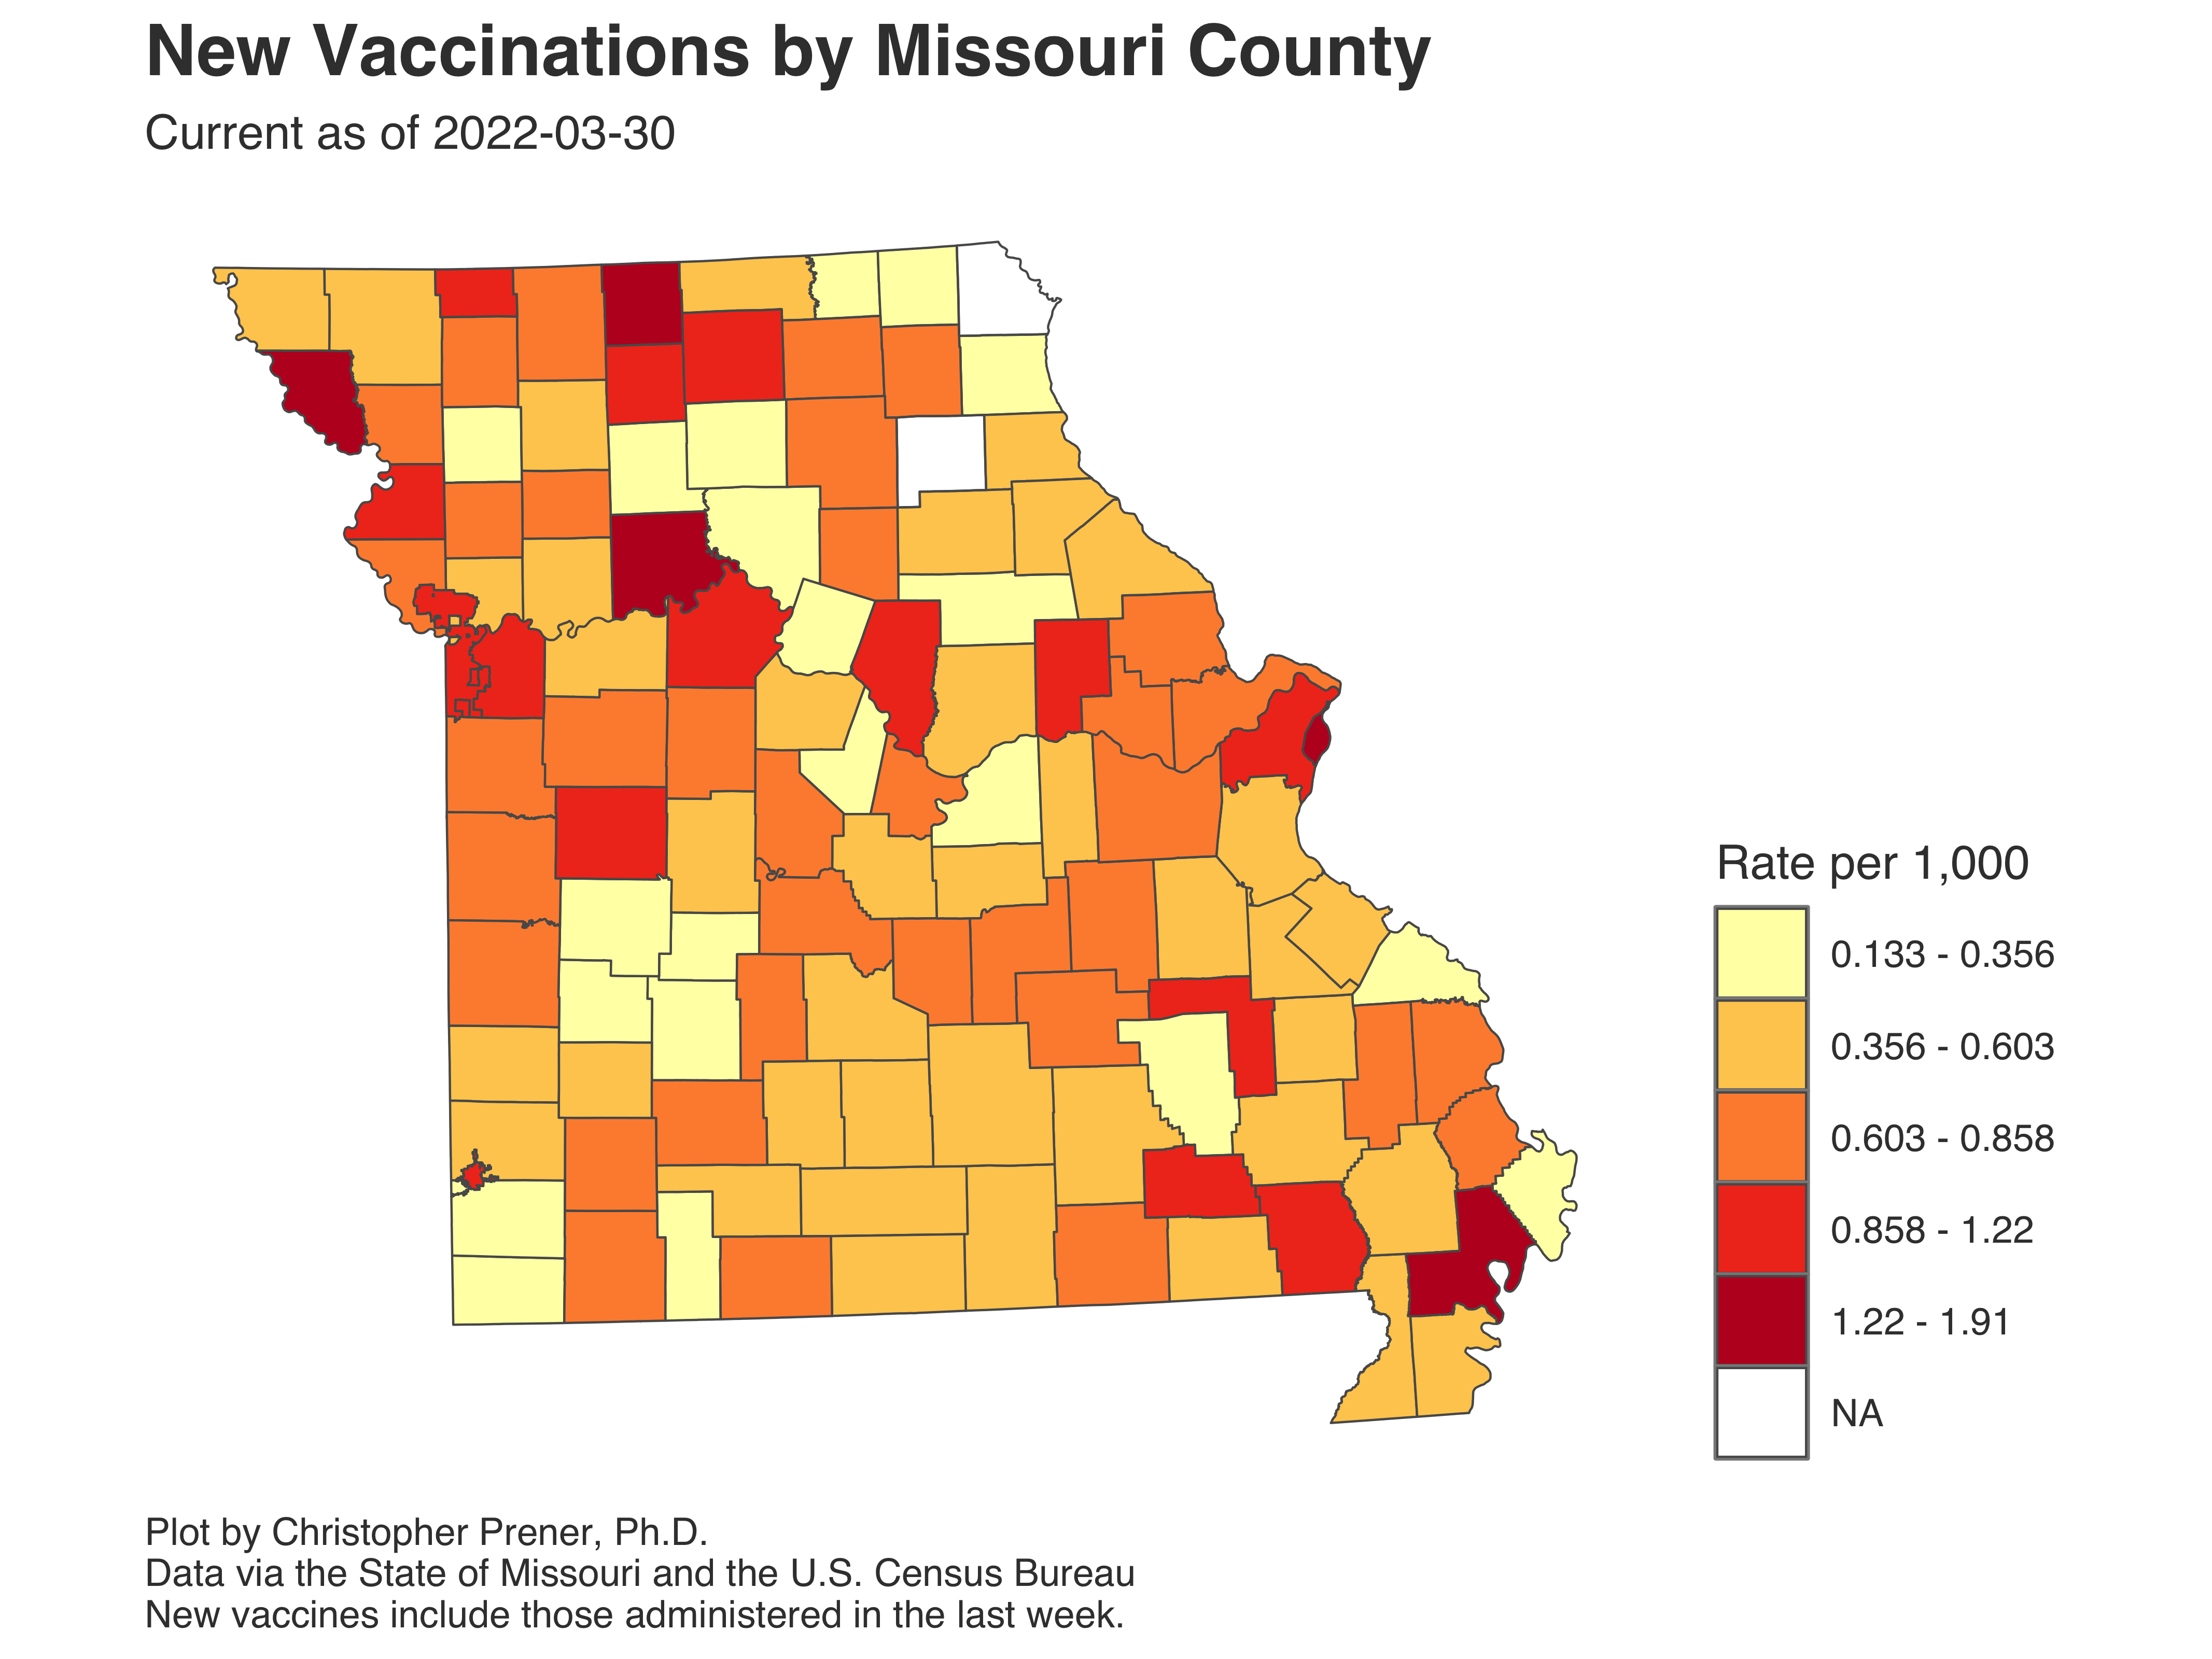 New Vaccinations by Missouri County
Current as of 2022-03-30
Rate per 1,000
0.133 - 0.356
0.356 - 0.603
0.603 - 0.858
0.858 - 1.22
1.22 - 1.91
NA
Plot by Christopher Prener, Ph.D.
Data via the State of Missouri and the U.S. Census Bureau
New vaccines include those administered in the last week.